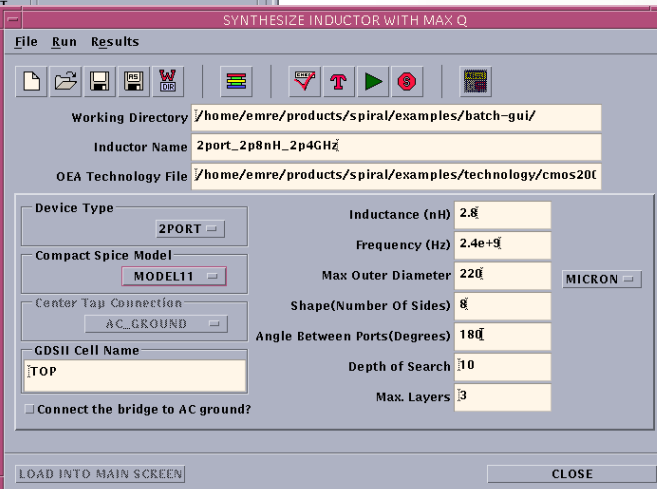 SYNTHESIZE INDUCTOR WITH MAX Q
File Run Results
AS
W
DIR
Working Directory /home/emre/products/spiral/examples/batch-gui/
Inductor Name 2port_2p8nH_2p4GHz
OEA Technology File /home/emre/products/spiral/examples/technology/cmos200
Device Type
2PORT
Compact Spice Model
MODEL11
Center Tap Connection
AC_GROUND
GDSII Cell Name
TOP
Connect the bridge to AC ground?
Inductance (nH) 2.8
Frequency (Hz) 2.4e+9
Max Outer Diameter 220
MICRON
Shape(Number Of Sides) 8
Angle Between Ports(Degrees) 180
Depth of Search 10
Max. Layers 3
LOAD INTO MAIN SCREEN
CLOSE